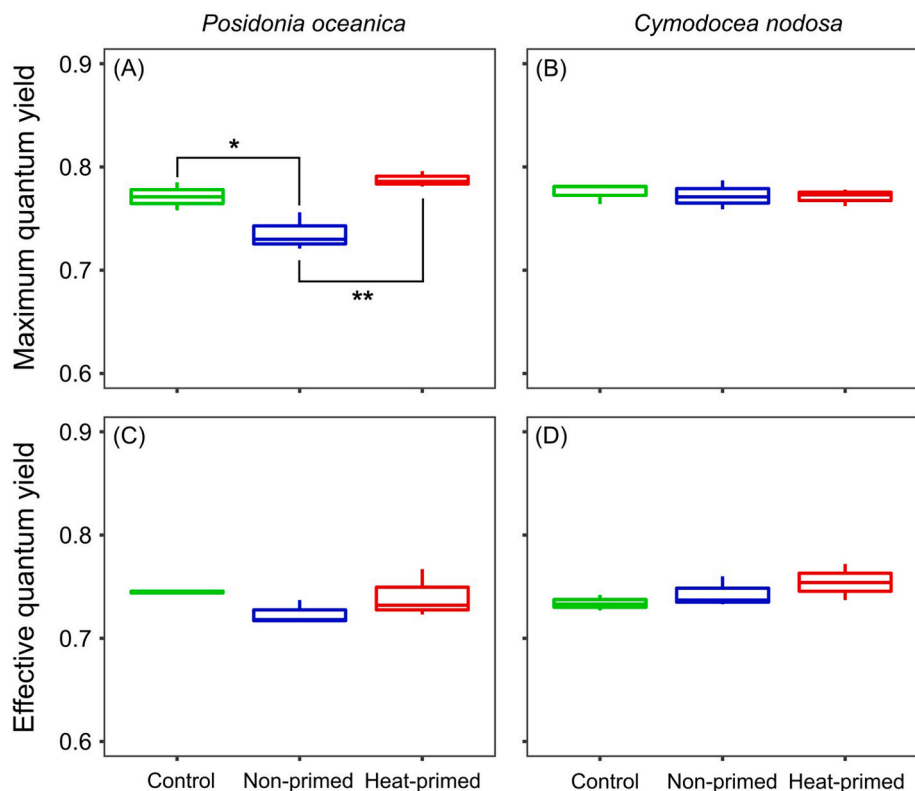 Posidonia oceanica Cymodocea nodosa
Maximum quantum yield
(A)
0.9
0.8
0.7
0.6
*
**
(B)
Effective quantum yield
(C)
0.9
0.8
0.7
0.6
(D)
Control Non-primed Heat-primed Control Non-primed Heat-primed